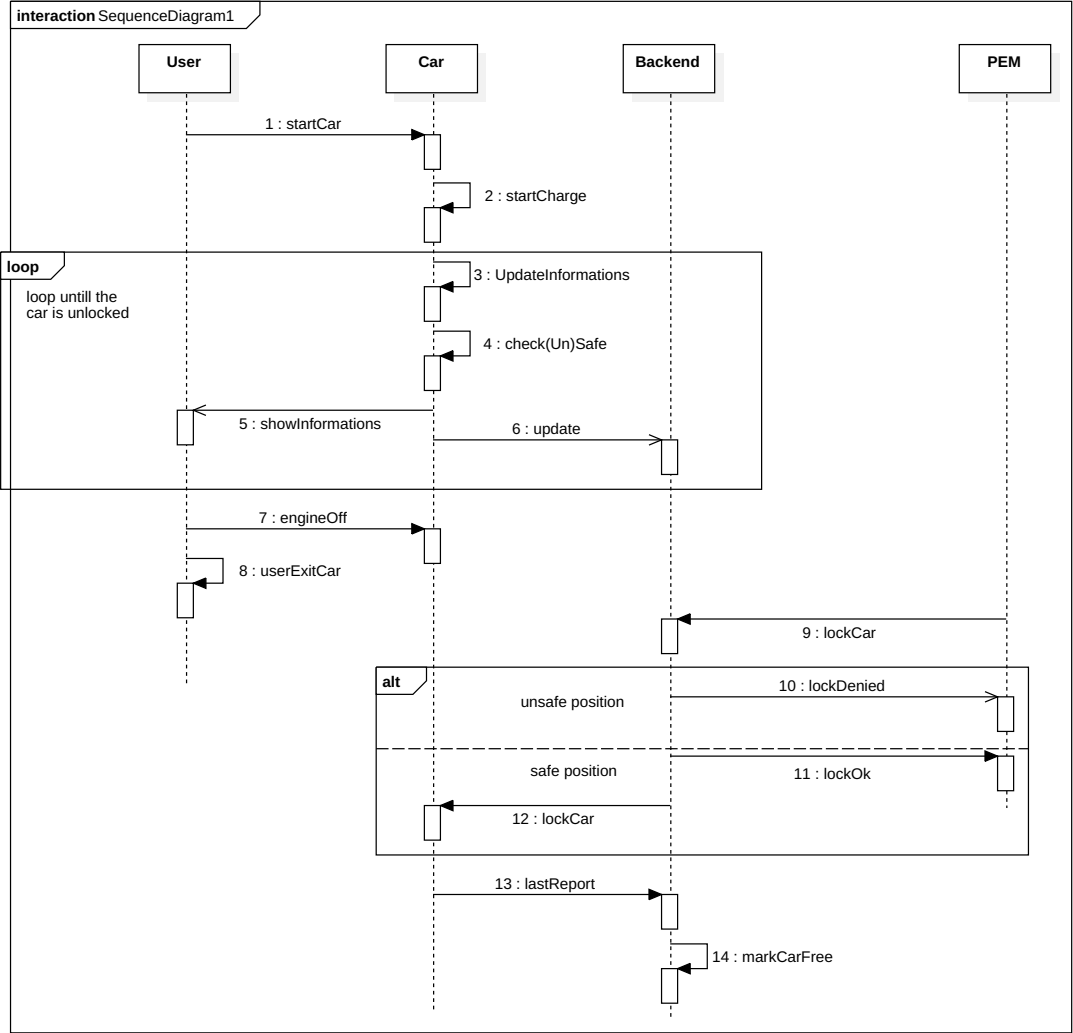 interaction SequenceDiagram1
User
Car
Backend
PEM
1 : startCar
2 : startCharge
loop
3 : UpdateInformations
loop untill the
car is unlocked
4 : check(Un)Safe
5 : showInformations
6 : update
7 : engineOff
8 : userExitCar
9 : lockCar
alt
10 : lockDenied
unsafe position
safe position
11 : lockOk
12 : lockCar
13 : lastReport
14 : markCarFree